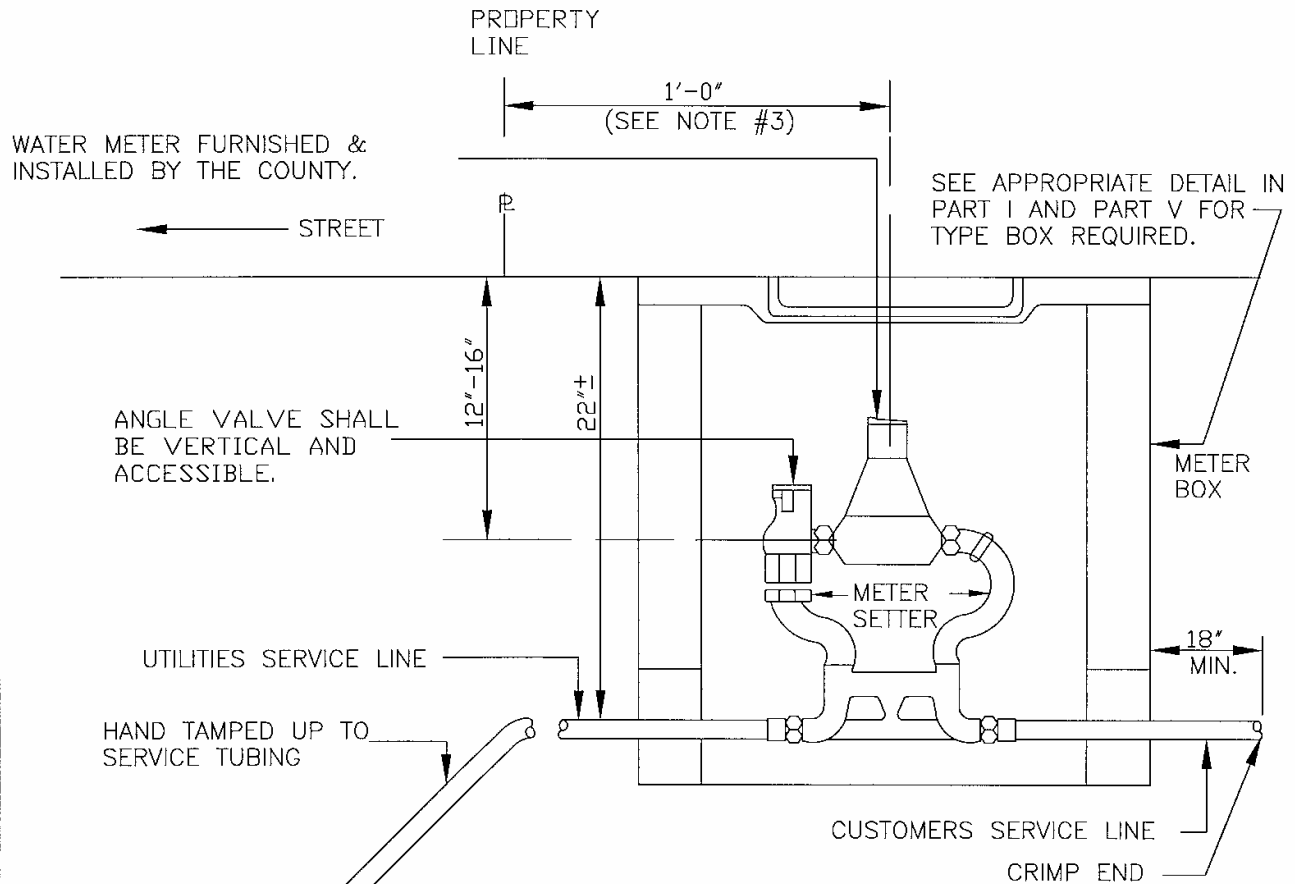 PROPERTY
LINE
1'-0"
(SEE NOTE #3)
WATER METER FURNISHED &
INSTALLED BY THE COUNTY.
SEE APPROPRIATE DETAIL IN
PART I AND PART V FOR
TYPE BOX REQUIRED.
℄
STREET
12"-16"
22"±
ANGLE VALVE SHALL
BE VERTICAL AND
ACCESSIBLE.
METER
BOX
METER
SETTER
18"
MIN.
UTILITIES SERVICE LINE
HAND TAMPED UP TO
SERVICE TUBING
CUSTOMERS SERVICE LINE
CRIMP END